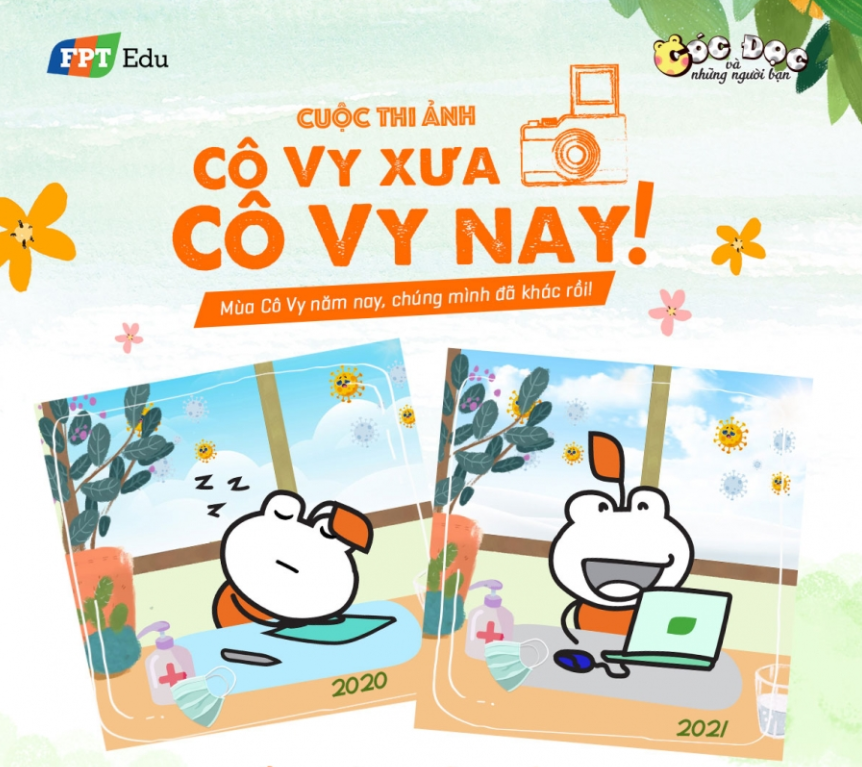 FPT Edu
GÓC ĐỌC
và
những người bạn
CUỘC THI ẢNH
CÔ VY XƯA
CÔ VY NAY!
Mùa Cô Vy năm nay, chúng mình đã khác rồi!
z z
z
2020
2021